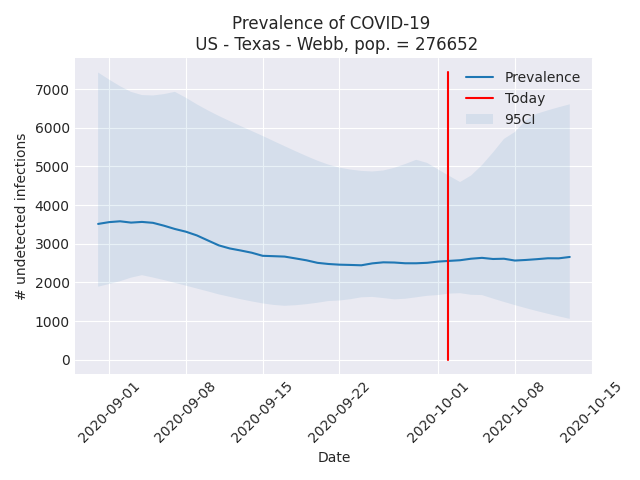 Prevalence of COVID-19
US - Texas - Webb, pop. = 276652
Prevalence
Today
95CI
# undetected infections
7000
6000
5000
4000
3000
2000
1000
0
2020-09-01
2020-09-08
2020-09-15
2020-09-22
2020-10-01
2020-10-08
2020-10-15
Date